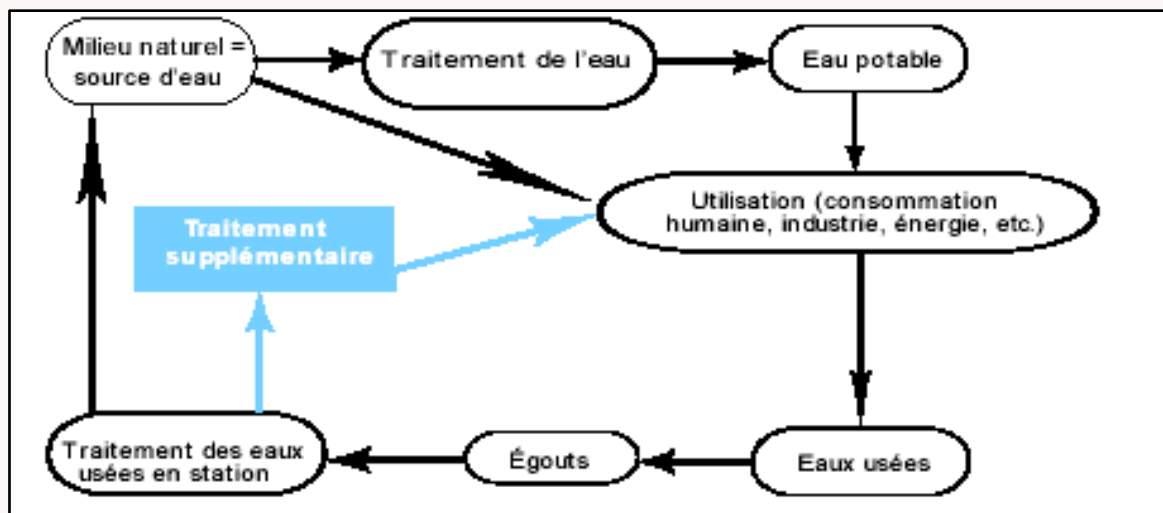 Milieu naturel =
source d'eau
Traitement de l'eau
Eau potable
Utilisation (consommation
humaine, industrie, énergie, etc.)
Traitement
supplémentaire
Traitement des eaux
usées en station
Égouts
Eaux usées